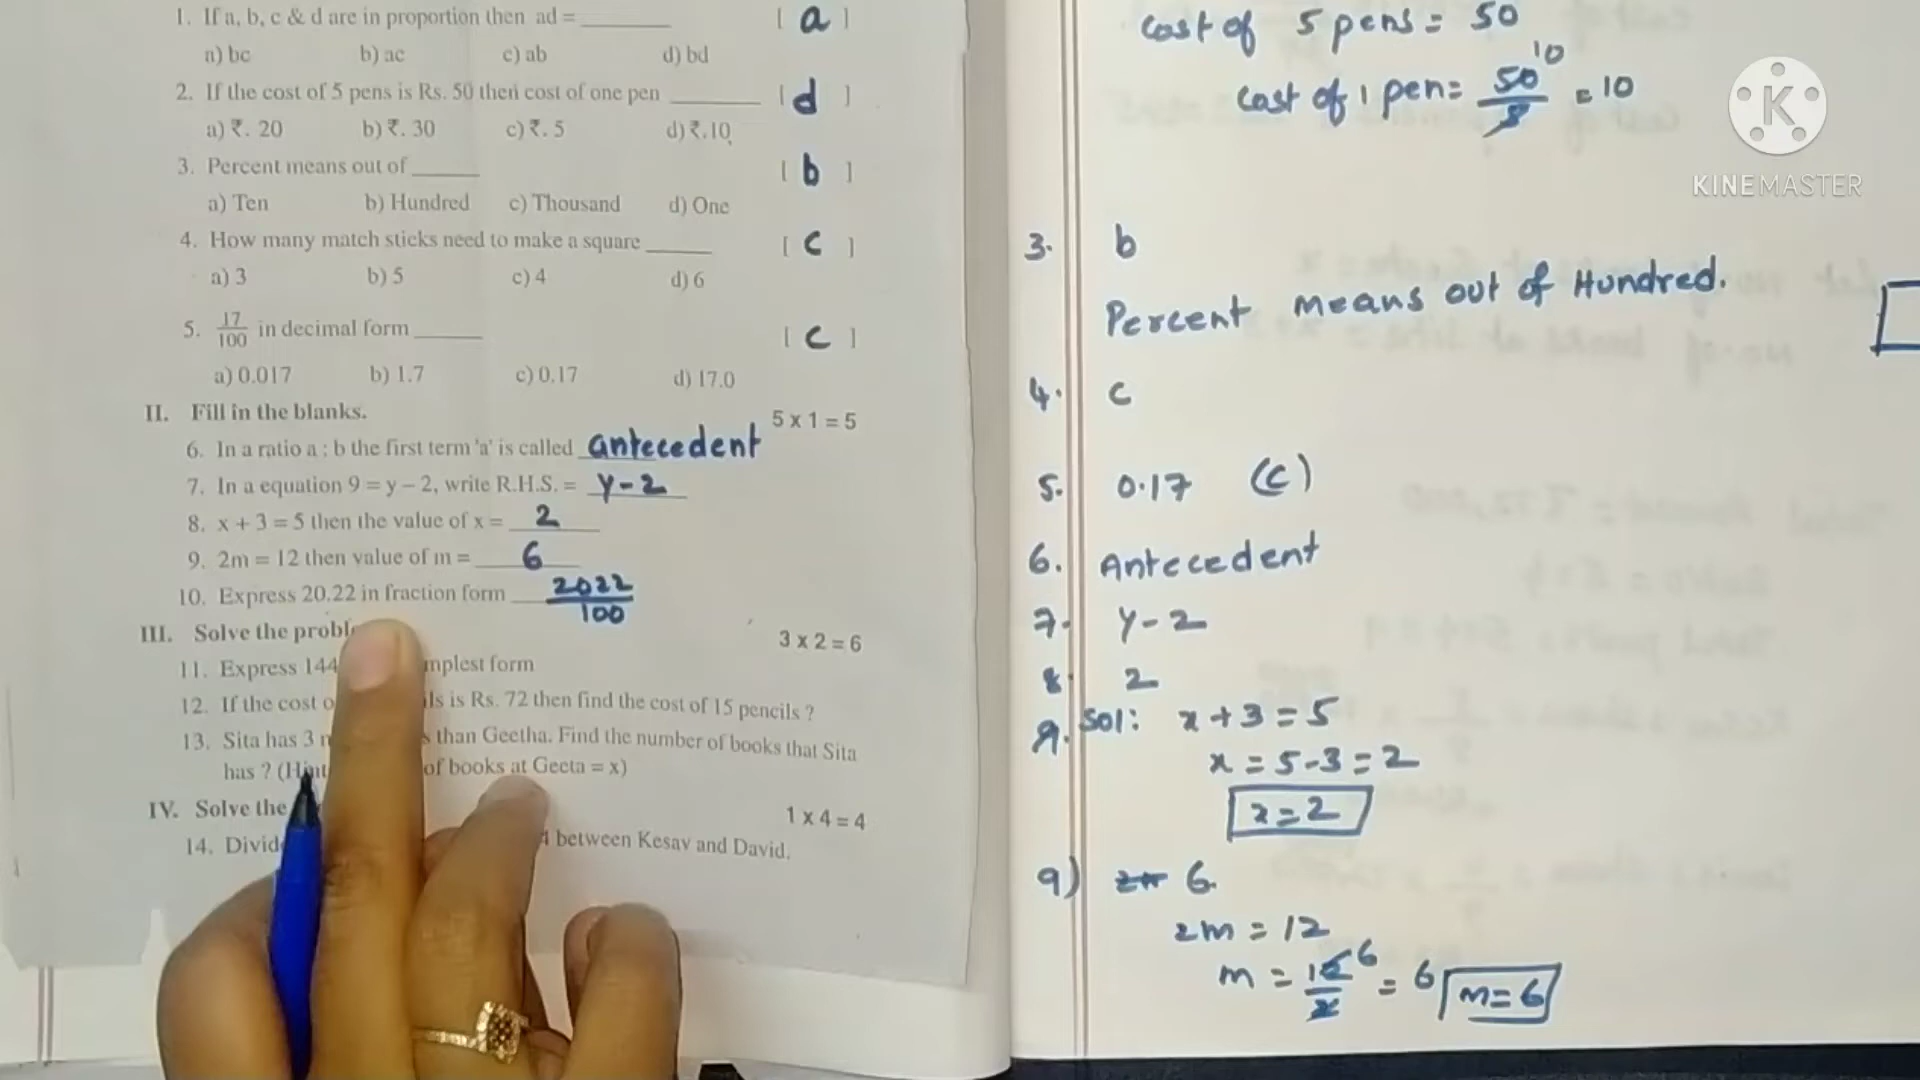 1. If a, b, c & d are in proportion then ad = ________ [ a ]
a) bc b) ac c) ab d) bd
2. If the cost of 5 pens is Rs. 50 then cost of one pen ________ [ d ]
a) ₹. 20 b) ₹. 30 c) ₹. 5 d) ₹.10
3. Percent means out of ______ [ b ]
a) Ten b) Hundred c) Thousand d) One
4. How many match sticks need to make a square ______ [ c ]
a) 3 b) 5 c) 4 d) 6
5. 17/100 in decimal form ______ [ c ]
a) 0.017 b) 1.7 c) 0.17 d) 17.0
II. Fill in the blanks. 5 x 1 = 5
6. In a ratio a : b the first term 'a' is called antecedent
7. In a equation 9 = y – 2, write R.H.S. = y-2
8. x + 3 = 5 then the value of x = 2
9. 2m = 12 then value of m = 6
10. Express 20.22 in fraction form 2022/100
III. Solve the 3 x 2 = 6
11. Express 144 form
12. If the cost is Rs. 72 then find the cost of 15 pencils ?
13. Sita has 3 than Geetha. Find the number of books that Sita
has ? of books at Geeta = x)
IV. Solve the 1 x 4 = 4
14. between Kesav and David.
cost of 5 pens = 50
cost of 1 pen = 50/5 10 = 10
KINEMASTER
3. b
Percent means out of Hundred.
4. c
5. 0.17 (c)
6. Antecedent
7. y-2
8. 2
9. Sol: x+3=5
x = 5-3 = 2
x=2
9) 6.
2m = 12
m = 12/2 6 = 6 m=6